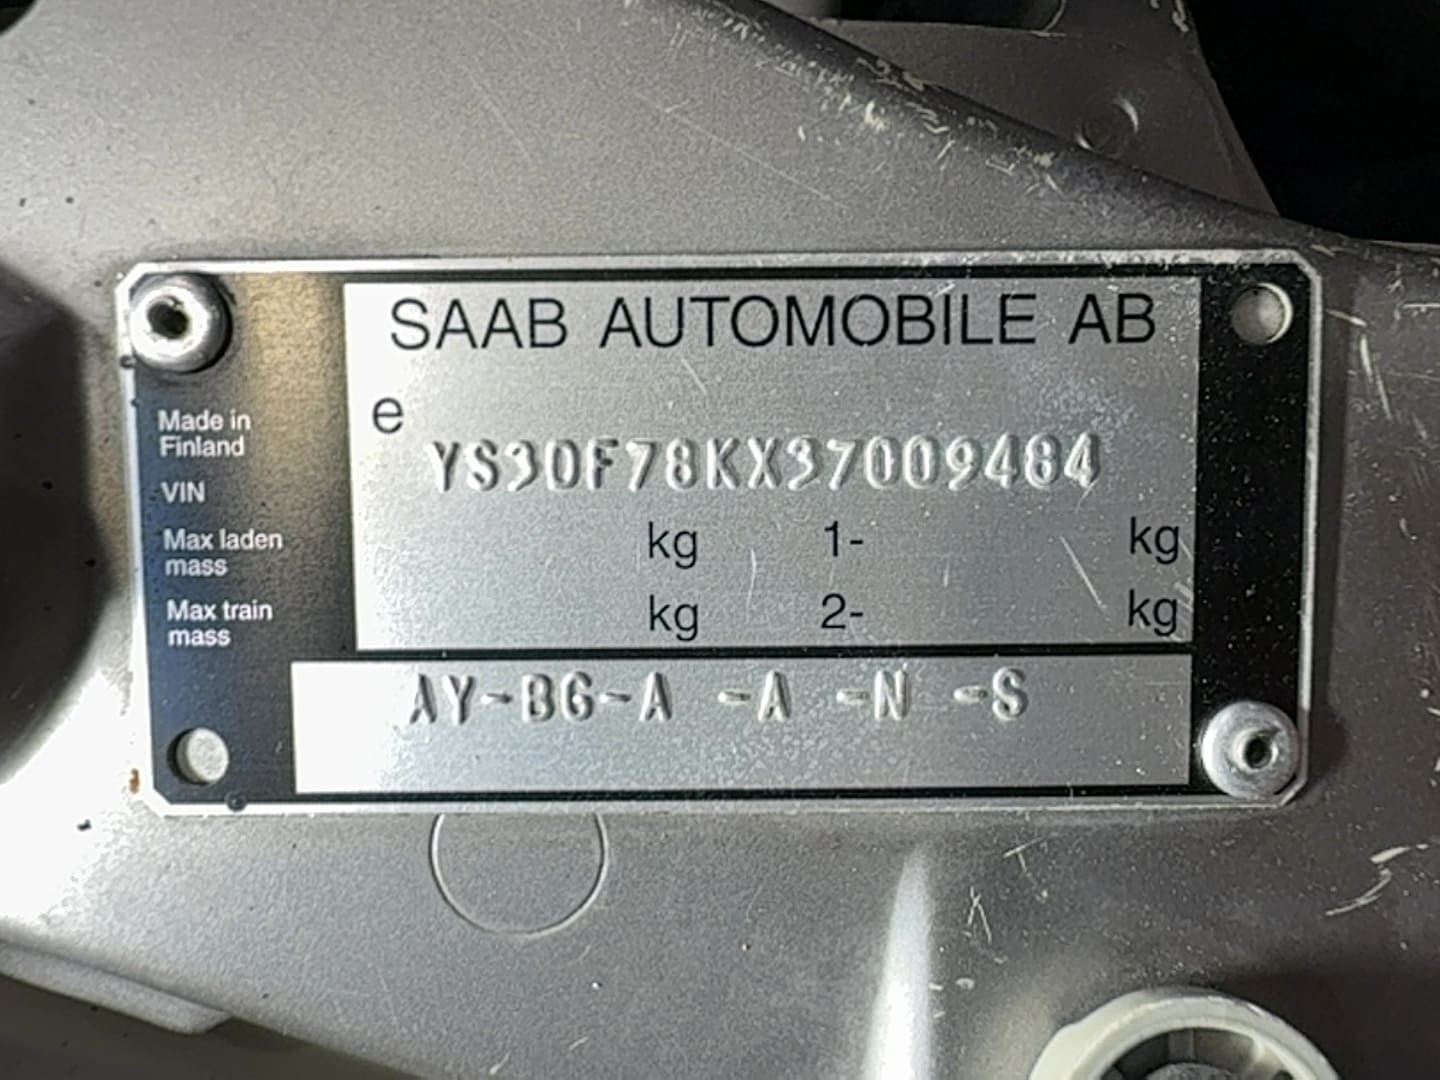 SAAB AUTOMOBILE AB
e
Made in
Finland
VIN YS3DF78KX37009484
Max laden
mass kg 1- kg
Max train
mass kg 2- kg
AY-BG-A -A -N -S